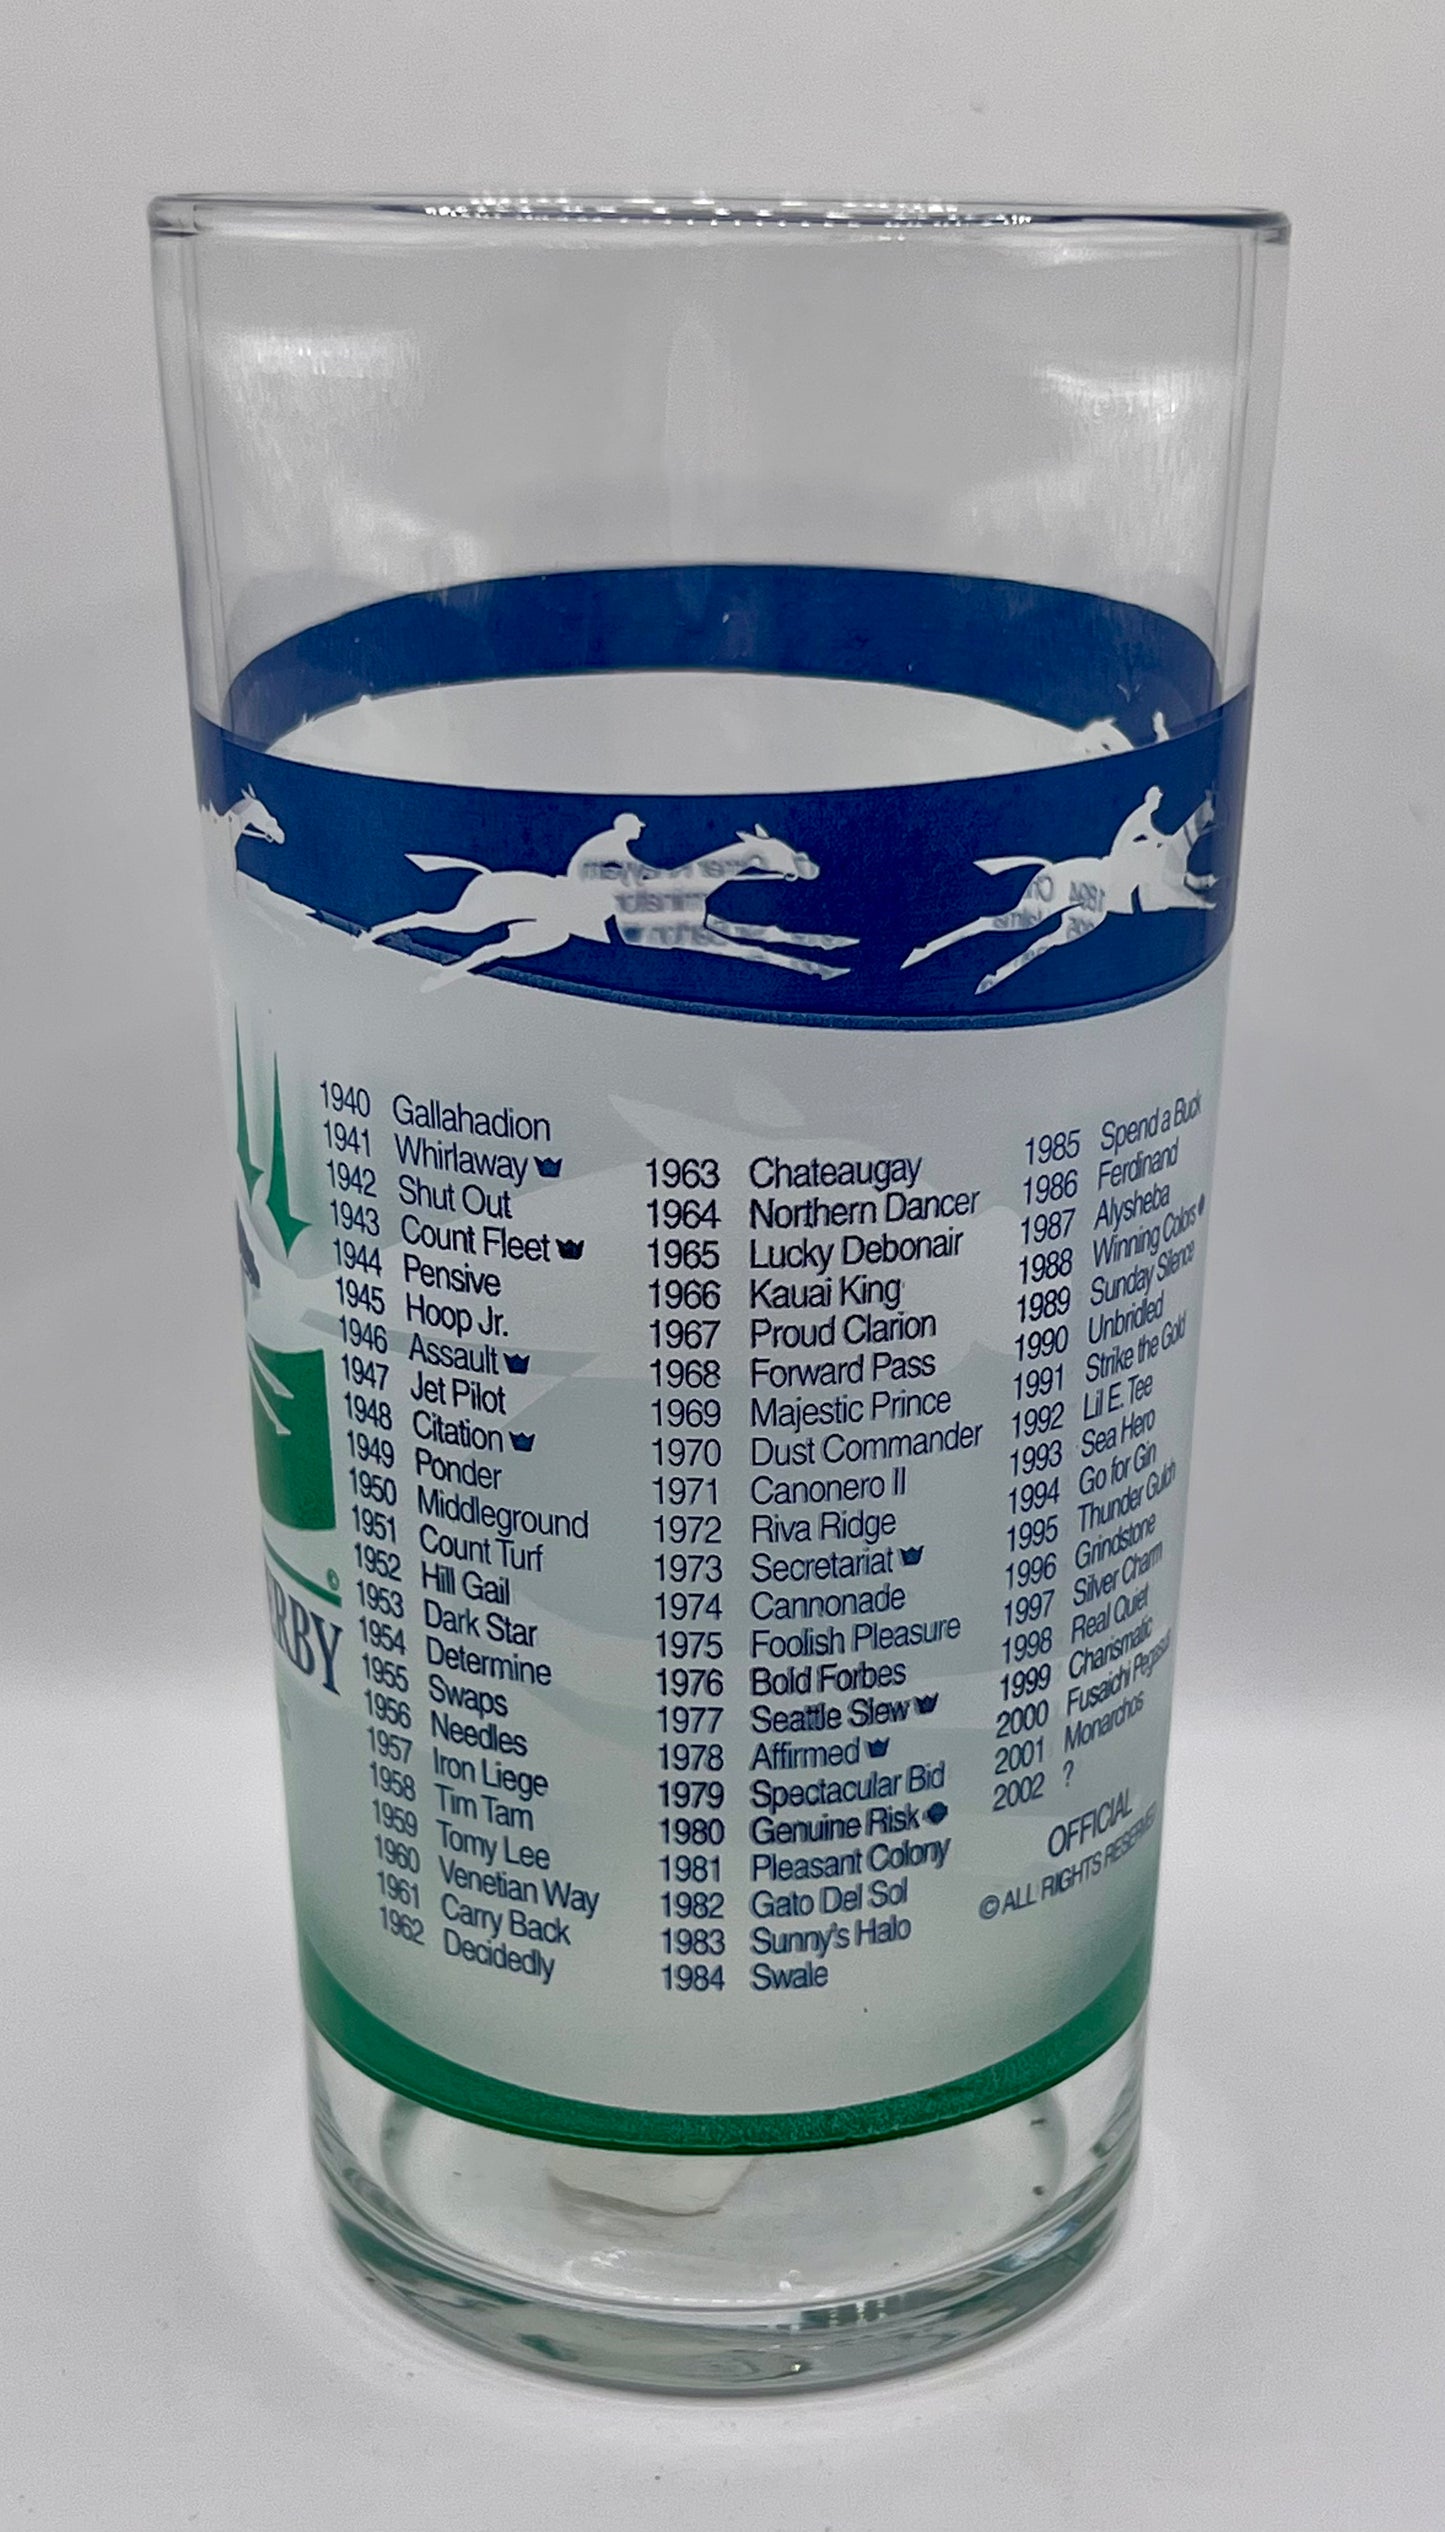 1940 Gallahadion
1941 Whirlaway
1942 Shut Out
1943 Count Fleet
1944 Pensive
1945 Hoop Jr.
1946 Assault
1947 Jet Pilot
1948 Citation
1949 Ponder
1950 Middleground
1951 Count Turf
1952 Hill Gail
1953 Dark Star
1954 Determine
1955 Swaps
1956 Needles
1957 Iron Liege
1958 Tim Tam
1959 Tomy Lee
1960 Venetian Way
1961 Carry Back
1962 Decidedly
1963 Chateaugay
1964 Northern Dancer
1965 Lucky Debonair
1966 Kauai King
1967 Proud Clarion
1968 Forward Pass
1969 Majestic Prince
1970 Dust Commander
1971 Canonero II
1972 Riva Ridge
1973 Secretariat
1974 Cannonade
1975 Foolish Pleasure
1976 Bold Forbes
1977 Seattle Slew
1978 Affirmed
1979 Spectacular Bid
1980 Genuine Risk
1981 Pleasant Colony
1982 Gato Del Sol
1983 Sunny's Halo
1984 Swale
1985 Spend a Buck
1986 Ferdinand
1987 Alysheba
1988 Winning Colors
1989 Sunday Silence
1990 Unbridled
1991 Strike the Gold
1992 Lil E. Tee
1993 Sea Hero
1994 Go for Gin
1995 Thunder Gulch
1996 Grindstone
1997 Silver Charm
1998 Real Quiet
1999 Charismatic
2000 Fusaichi Pegasus
2001 Monarchos
2002 ?
OFFICIAL
© ALL RIGHTS RESERVED